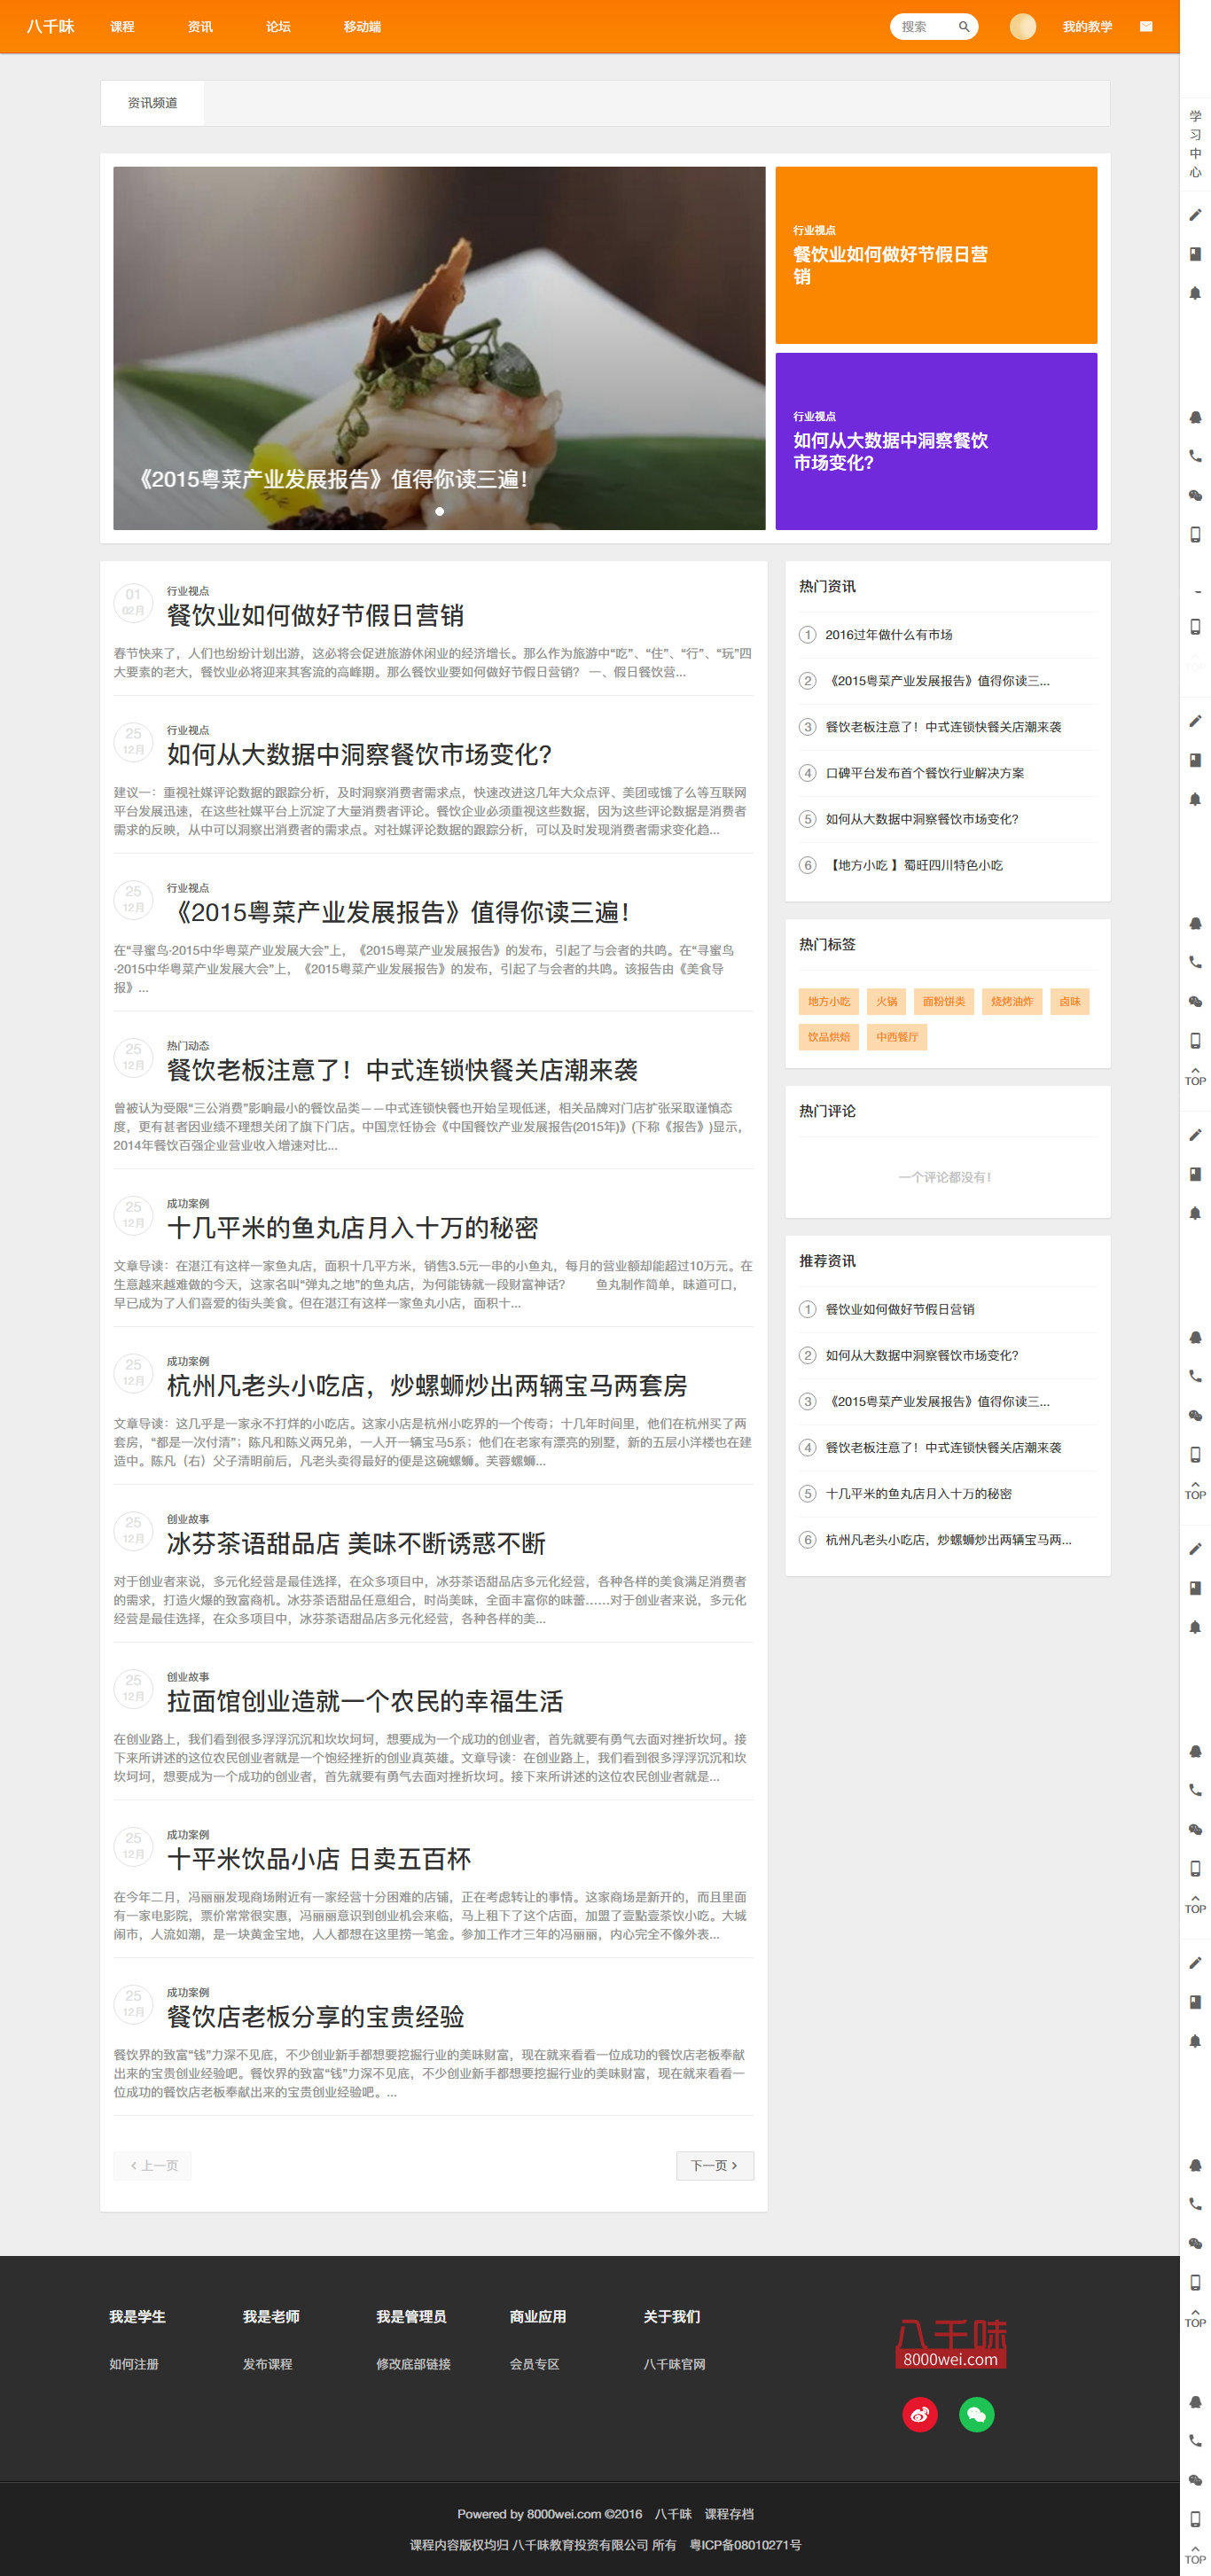 八千味 课程 资讯 论坛 移动端 搜索 我的教学
资讯频道
《2015粤菜产业发展报告》值得你读三遍！
行业视点
餐饮业如何做好节假日营
销
行业视点
如何从大数据中洞察餐饮
市场变化？
01
02月
行业视点
餐饮业如何做好节假日营销
春节快来了，人们也纷纷计划出游，这必将会促进旅游休闲业的经济增长。那么作为旅游中“吃”、“住”、“行”、“玩”四
大要素的老大，餐饮业必将迎来其客流的高峰期。那么餐饮业要如何做好节假日营销？ 一、假日餐饮营...
25
12月
行业视点
如何从大数据中洞察餐饮市场变化？
建议一：重视社媒评论数据的跟踪分析，及时洞察消费者需求点，快速改进这几年大众点评、美团或饿了么等互联网
平台发展迅速，在这些社媒平台上沉淀了大量消费者评论。餐饮企业必须重视这些数据，因为这些评论数据是消费者
需求的反映，从中可以洞察出消费者的需求点。对社媒评论数据的跟踪分析，可以及时发现消费者需求变化趋...
25
12月
行业视点
《2015粤菜产业发展报告》值得你读三遍！
在“寻蜜鸟·2015中华粤菜产业发展大会”上，《2015粤菜产业发展报告》的发布，引起了与会者的共鸣。在“寻蜜鸟
·2015中华粤菜产业发展大会”上，《2015粤菜产业发展报告》的发布，引起了与会者的共鸣。该报告由《美食导
报》...
25
12月
热门动态
餐饮老板注意了！中式连锁快餐关店潮来袭
曾被认为受限“三公消费”影响最小的餐饮品类——中式连锁快餐也开始呈现低迷，相关品牌对门店扩张采取谨慎态
度，更有甚者因业绩不理想关闭了旗下门店。中国烹饪协会《中国餐饮产业发展报告(2015年)》(下称《报告》)显示，
2014年餐饮百强企业营业收入增速对比...
25
12月
成功案例
十几平米的鱼丸店月入十万的秘密
文章导读：在湛江有这样一家鱼丸店，面积十几平方米，销售3.5元一串的小鱼丸，每月的营业额却能超过10万元。在
生意越来越难做的今天，这家名叫“弹丸之地”的鱼丸店，为何能铸就一段财富神话？ 鱼丸制作简单，味道可口，
早已成为了人们喜爱的街头美食。但在湛江有这样一家鱼丸小店，面积十...
25
12月
成功案例
杭州凡老头小吃店，炒螺蛳炒出两辆宝马两套房
文章导读：这几乎是一家永不打烊的小吃店。这家小店是杭州小吃界的一个传奇；十几年时间里，他们在杭州买了两
套房，“都是一次付清”；陈凡和陈义两兄弟，一人开一辆宝马5系；他们在老家有漂亮的别墅，新的五层小洋楼也在建
造中。陈凡（右）父子清明前后，凡老头卖得最好的便是这碗螺蛳。芙蓉螺蛳...
25
12月
创业故事
冰芬茶语甜品店 美味不断诱惑不断
对于创业者来说，多元化经营是最佳选择，在众多项目中，冰芬茶语甜品店多元化经营，各种各样的美食满足消费者
的需求，打造火爆的致富商机。冰芬茶语甜品任意组合，时尚美味，全面丰富你的味蕾……对于创业者来说，多元化
经营是最佳选择，在众多项目中，冰芬茶语甜品店多元化经营，各种各样的美...
25
12月
创业故事
拉面馆创业造就一个农民的幸福生活
在创业路上，我们看到很多浮浮沉沉和坎坎坷坷，想要成为一个成功的创业者，首先就要有勇气去面对挫折坎坷。接
下来所讲述的这位农民创业者就是一个饱经挫折的创业真英雄。文章导读：在创业路上，我们看到很多浮浮沉沉和坎
坎坷坷，想要成为一个成功的创业者，首先就要有勇气去面对挫折坎坷。接下来所讲述的这位农民创业者就是...
25
12月
成功案例
十平米饮品小店 日卖五百杯
在今年二月，冯丽丽发现商场附近有一家经营十分困难的店铺，正在考虑转让的事情。这家商场是新开的，而且里面
有一家电影院，票价常常很实惠，冯丽丽意识到创业机会来临，马上租下了这个店面，加盟了壹點壹茶饮小吃。大城
闹市，人流如潮，是一块黄金宝地，人人都想在这里捞一笔金。参加工作才三年的冯丽丽，内心完全不像外表...
25
12月
成功案例
餐饮店老板分享的宝贵经验
餐饮界的致富“钱”力深不见底，不少创业新手都想要挖掘行业的美味财富，现在就来看看一位成功的餐饮店老板奉献
出来的宝贵创业经验吧。餐饮界的致富“钱”力深不见底，不少创业新手都想要挖掘行业的美味财富，现在就来看看一
位成功的餐饮店老板奉献出来的宝贵创业经验吧。...
上一页
下一页
热门资讯
1 2016过年做什么有市场
2 《2015粤菜产业发展报告》值得你读三...
3 餐饮老板注意了！中式连锁快餐关店潮来袭
4 口碑平台发布首个餐饮行业解决方案
5 如何从大数据中洞察餐饮市场变化？
6 【地方小吃 】蜀旺四川特色小吃
热门标签
地方小吃 火锅 面粉饼类 烧烤油炸 卤味
饮品烘焙 中西餐厅
热门评论
一个评论都没有！
推荐资讯
1 餐饮业如何做好节假日营销
2 如何从大数据中洞察餐饮市场变化？
3 《2015粤菜产业发展报告》值得你读三...
4 餐饮老板注意了！中式连锁快餐关店潮来袭
5 十几平米的鱼丸店月入十万的秘密
6 杭州凡老头小吃店，炒螺蛳炒出两辆宝马两...
学
习
中
心
TOP
TOP
TOP
TOP
TOP
TOP
我是学生 我是老师 我是管理员 商业应用 关于我们
如何注册 发布课程 修改底部链接 会员专区 八千味官网
八千味
8000wei.com
Powered by 8000wei.com ©2016 八千味 课程存档
课程内容版权均归 八千味教育投资有限公司 所有 粤ICP备08010271号